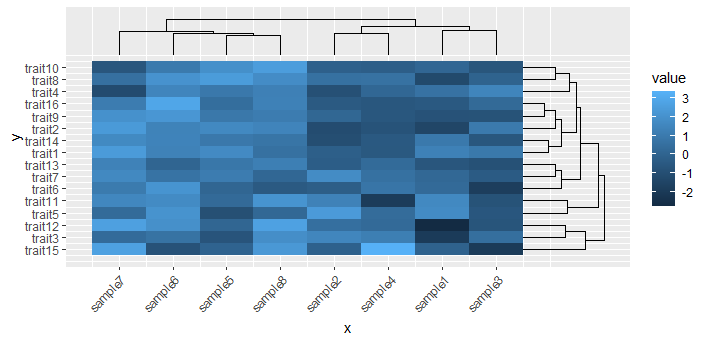 trait10
trait8
trait4
trait16
trait9
trait2
trait14
trait1
trait13
trait7
trait6
trait11
trait5
trait12
trait3
trait15
y
sample7
sample6
sample5
sample8
sample2
sample4
sample1
sample3
x
value
3
2
1
0
-1
-2